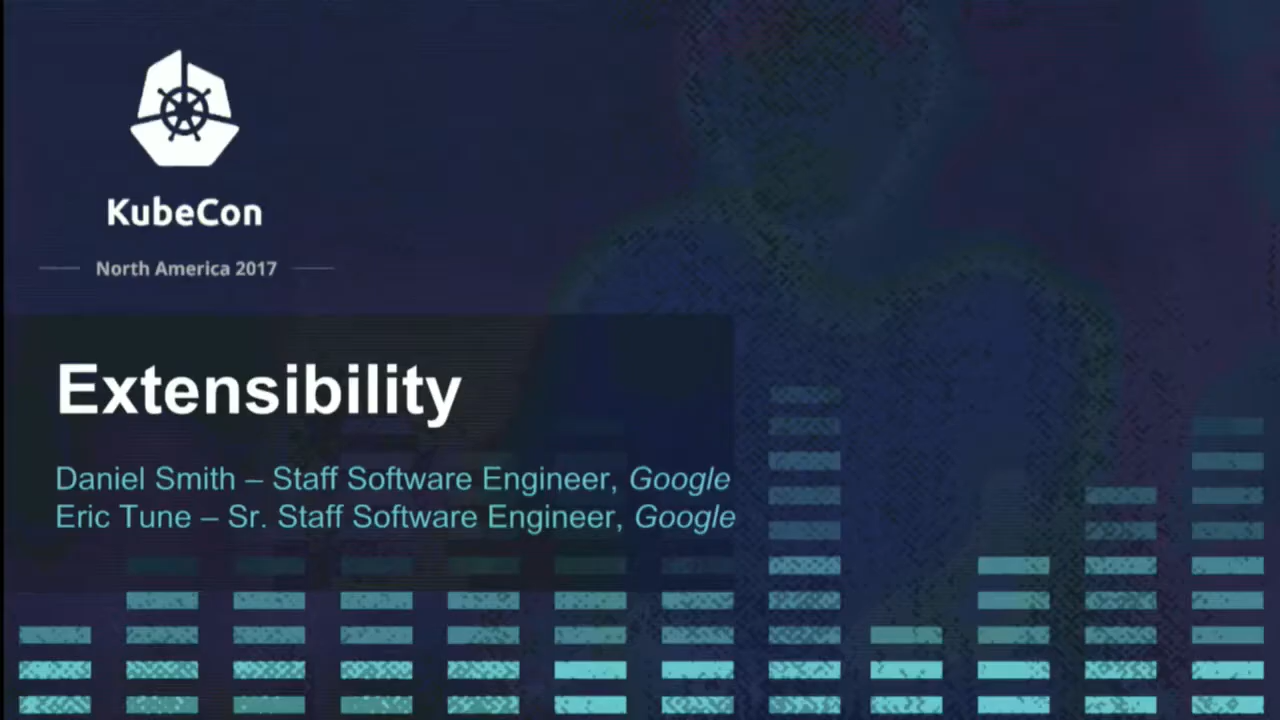 KubeCon
North America 2017
Extensibility
Daniel Smith – Staff Software Engineer, Google
Eric Tune – Sr. Staff Software Engineer, Google